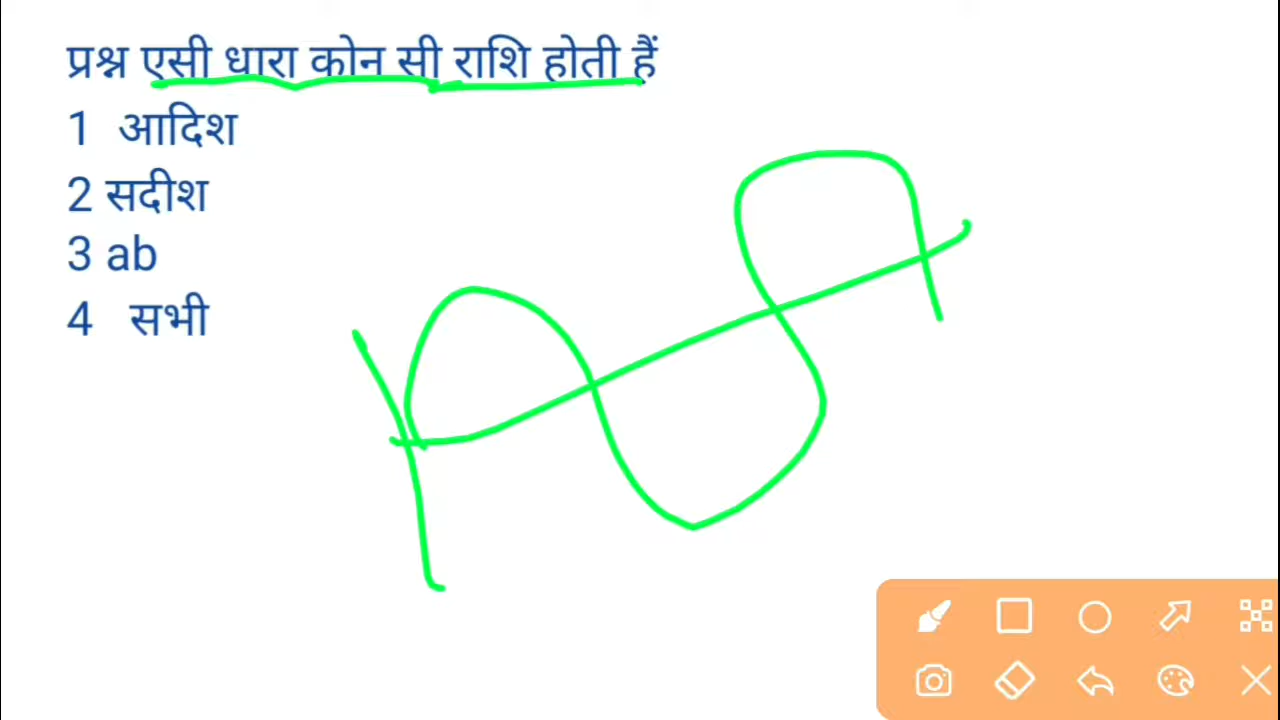 प्रश्न एसी धारा कोन सी राशि होती हैं
1 आदिश
2 सदीश
3 ab
4 सभी